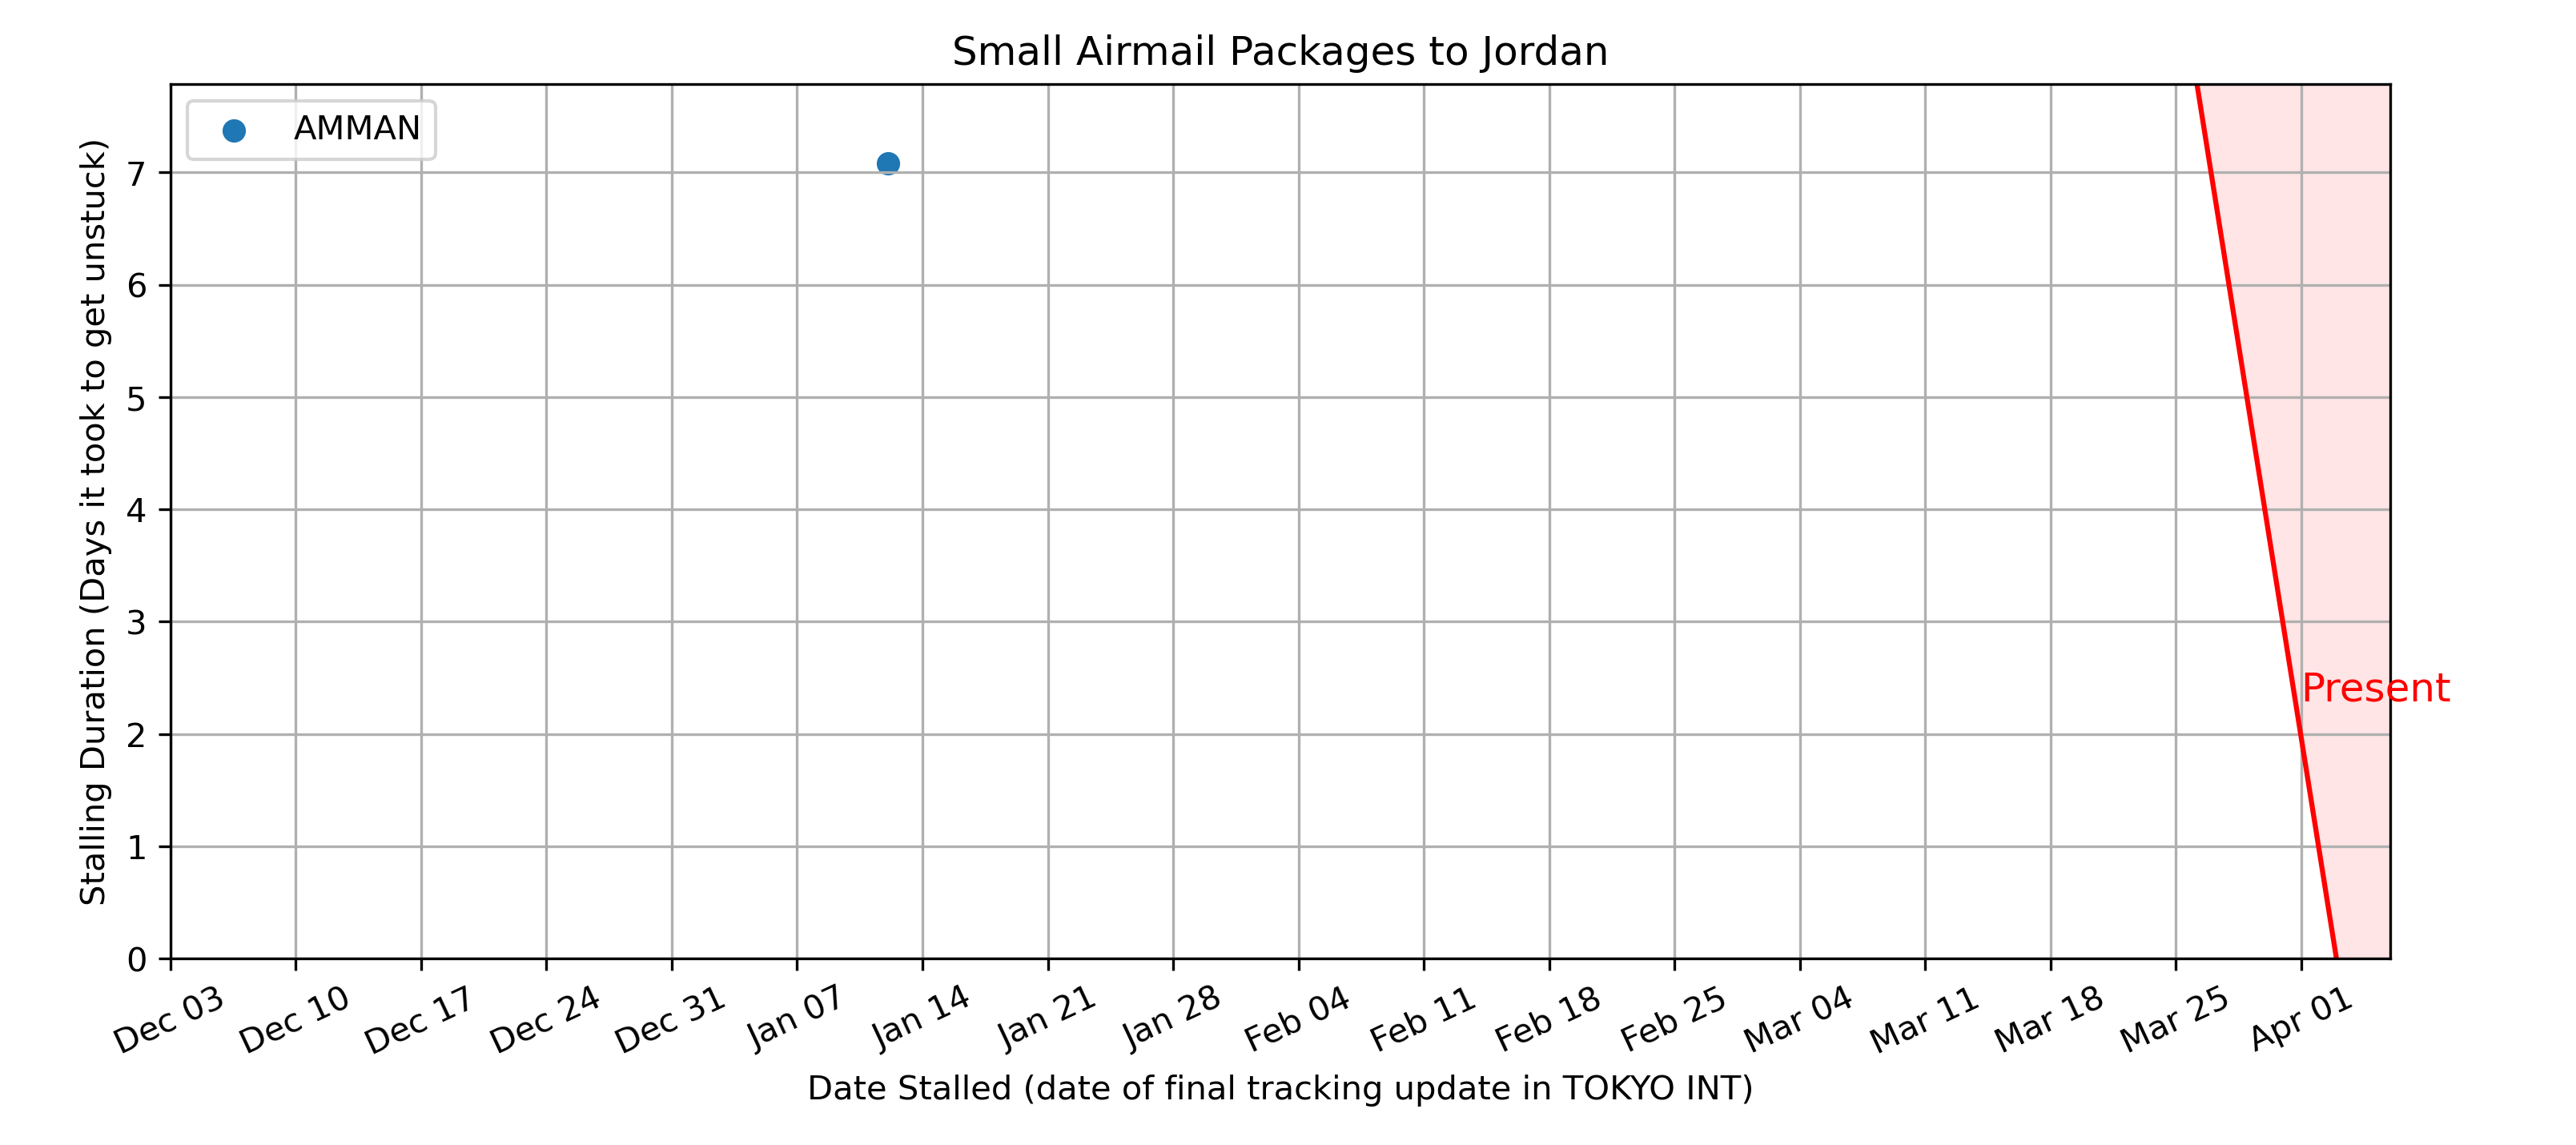 Small Airmail Packages to Jordan
AMMAN
Stalling Duration (Days it took to get unstuck)
7
6
5
4
3
2
1
0
Present
Dec 03
Dec 10
Dec 17
Dec 24
Dec 31
Jan 07
Jan 14
Jan 21
Jan 28
Feb 04
Feb 11
Feb 18
Feb 25
Mar 04
Mar 11
Mar 18
Mar 25
Apr 01
Date Stalled (date of final tracking update in TOKYO INT)